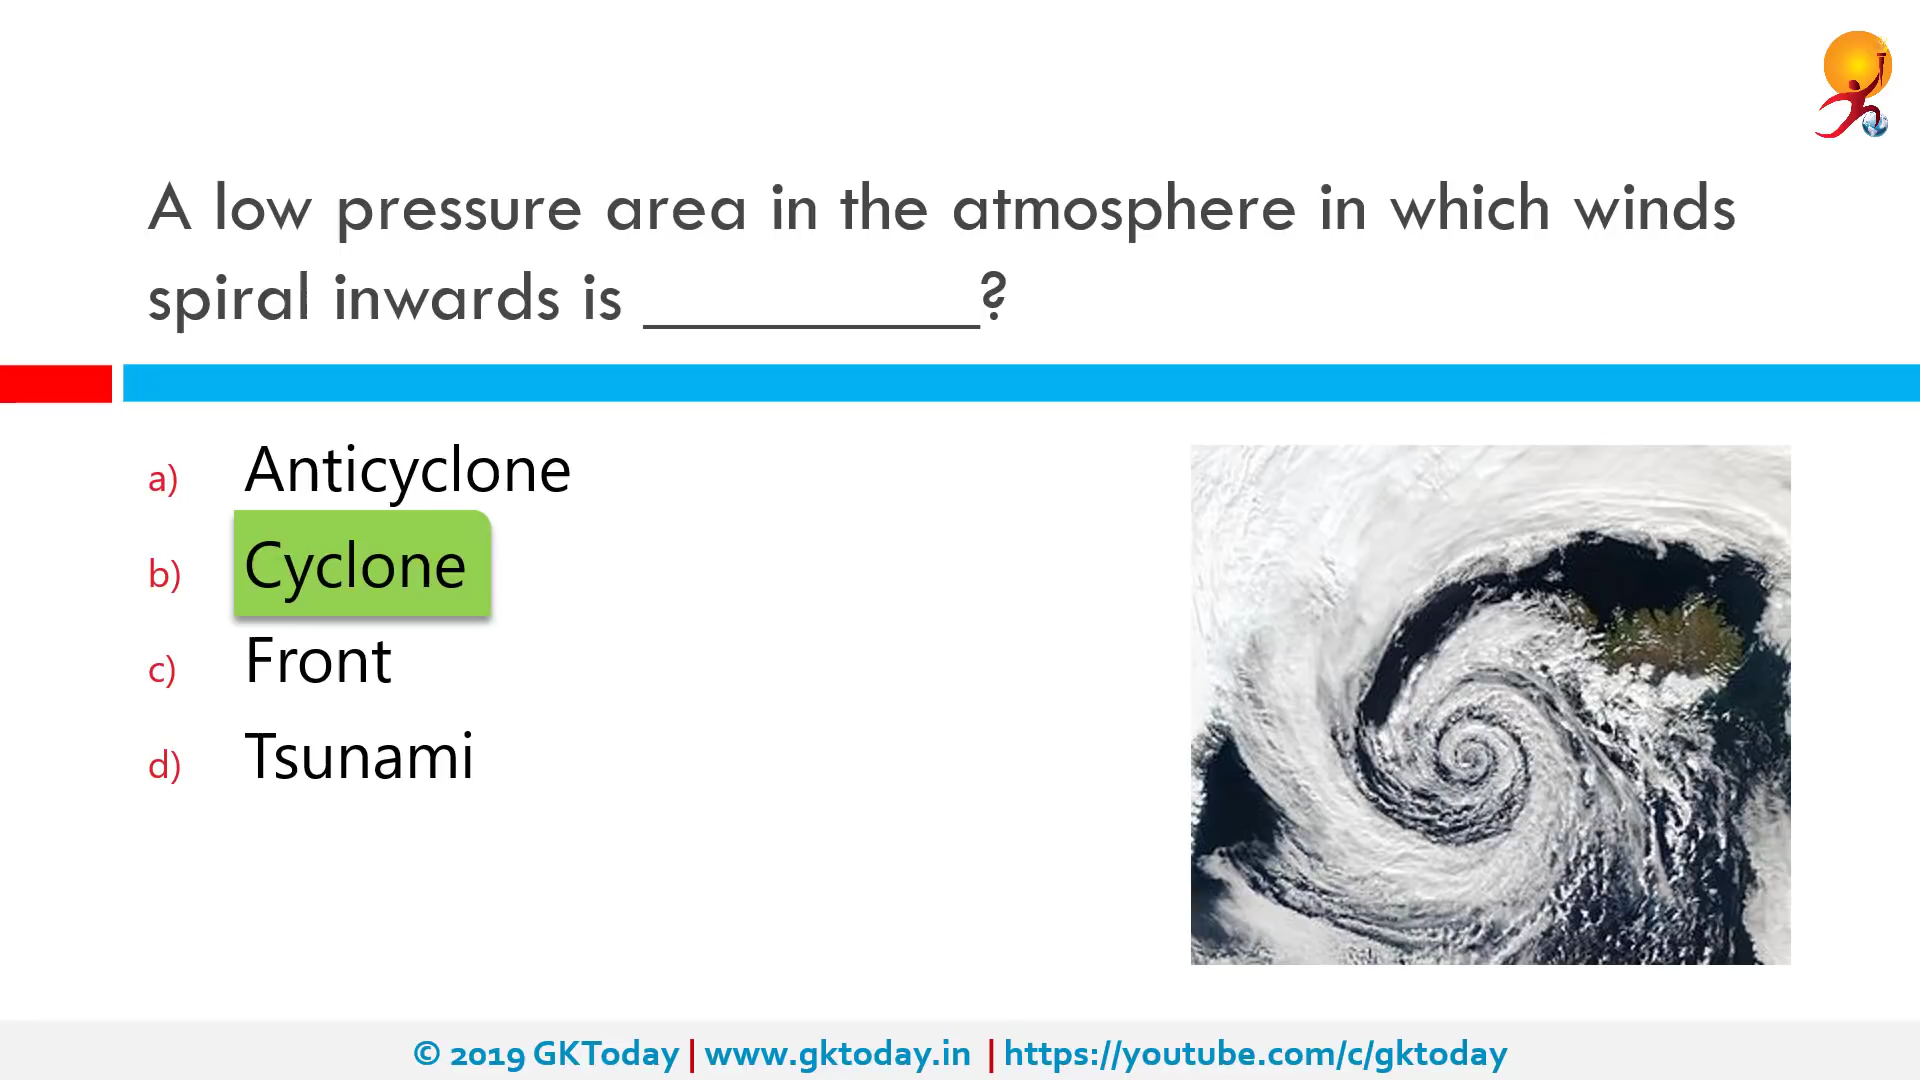 A low pressure area in the atmosphere in which winds
spiral inwards is __________?
a) Anticyclone
b) Cyclone
c) Front
d) Tsunami
© 2019 GKToday | www.gktoday.in | https://youtube.com/c/gktoday